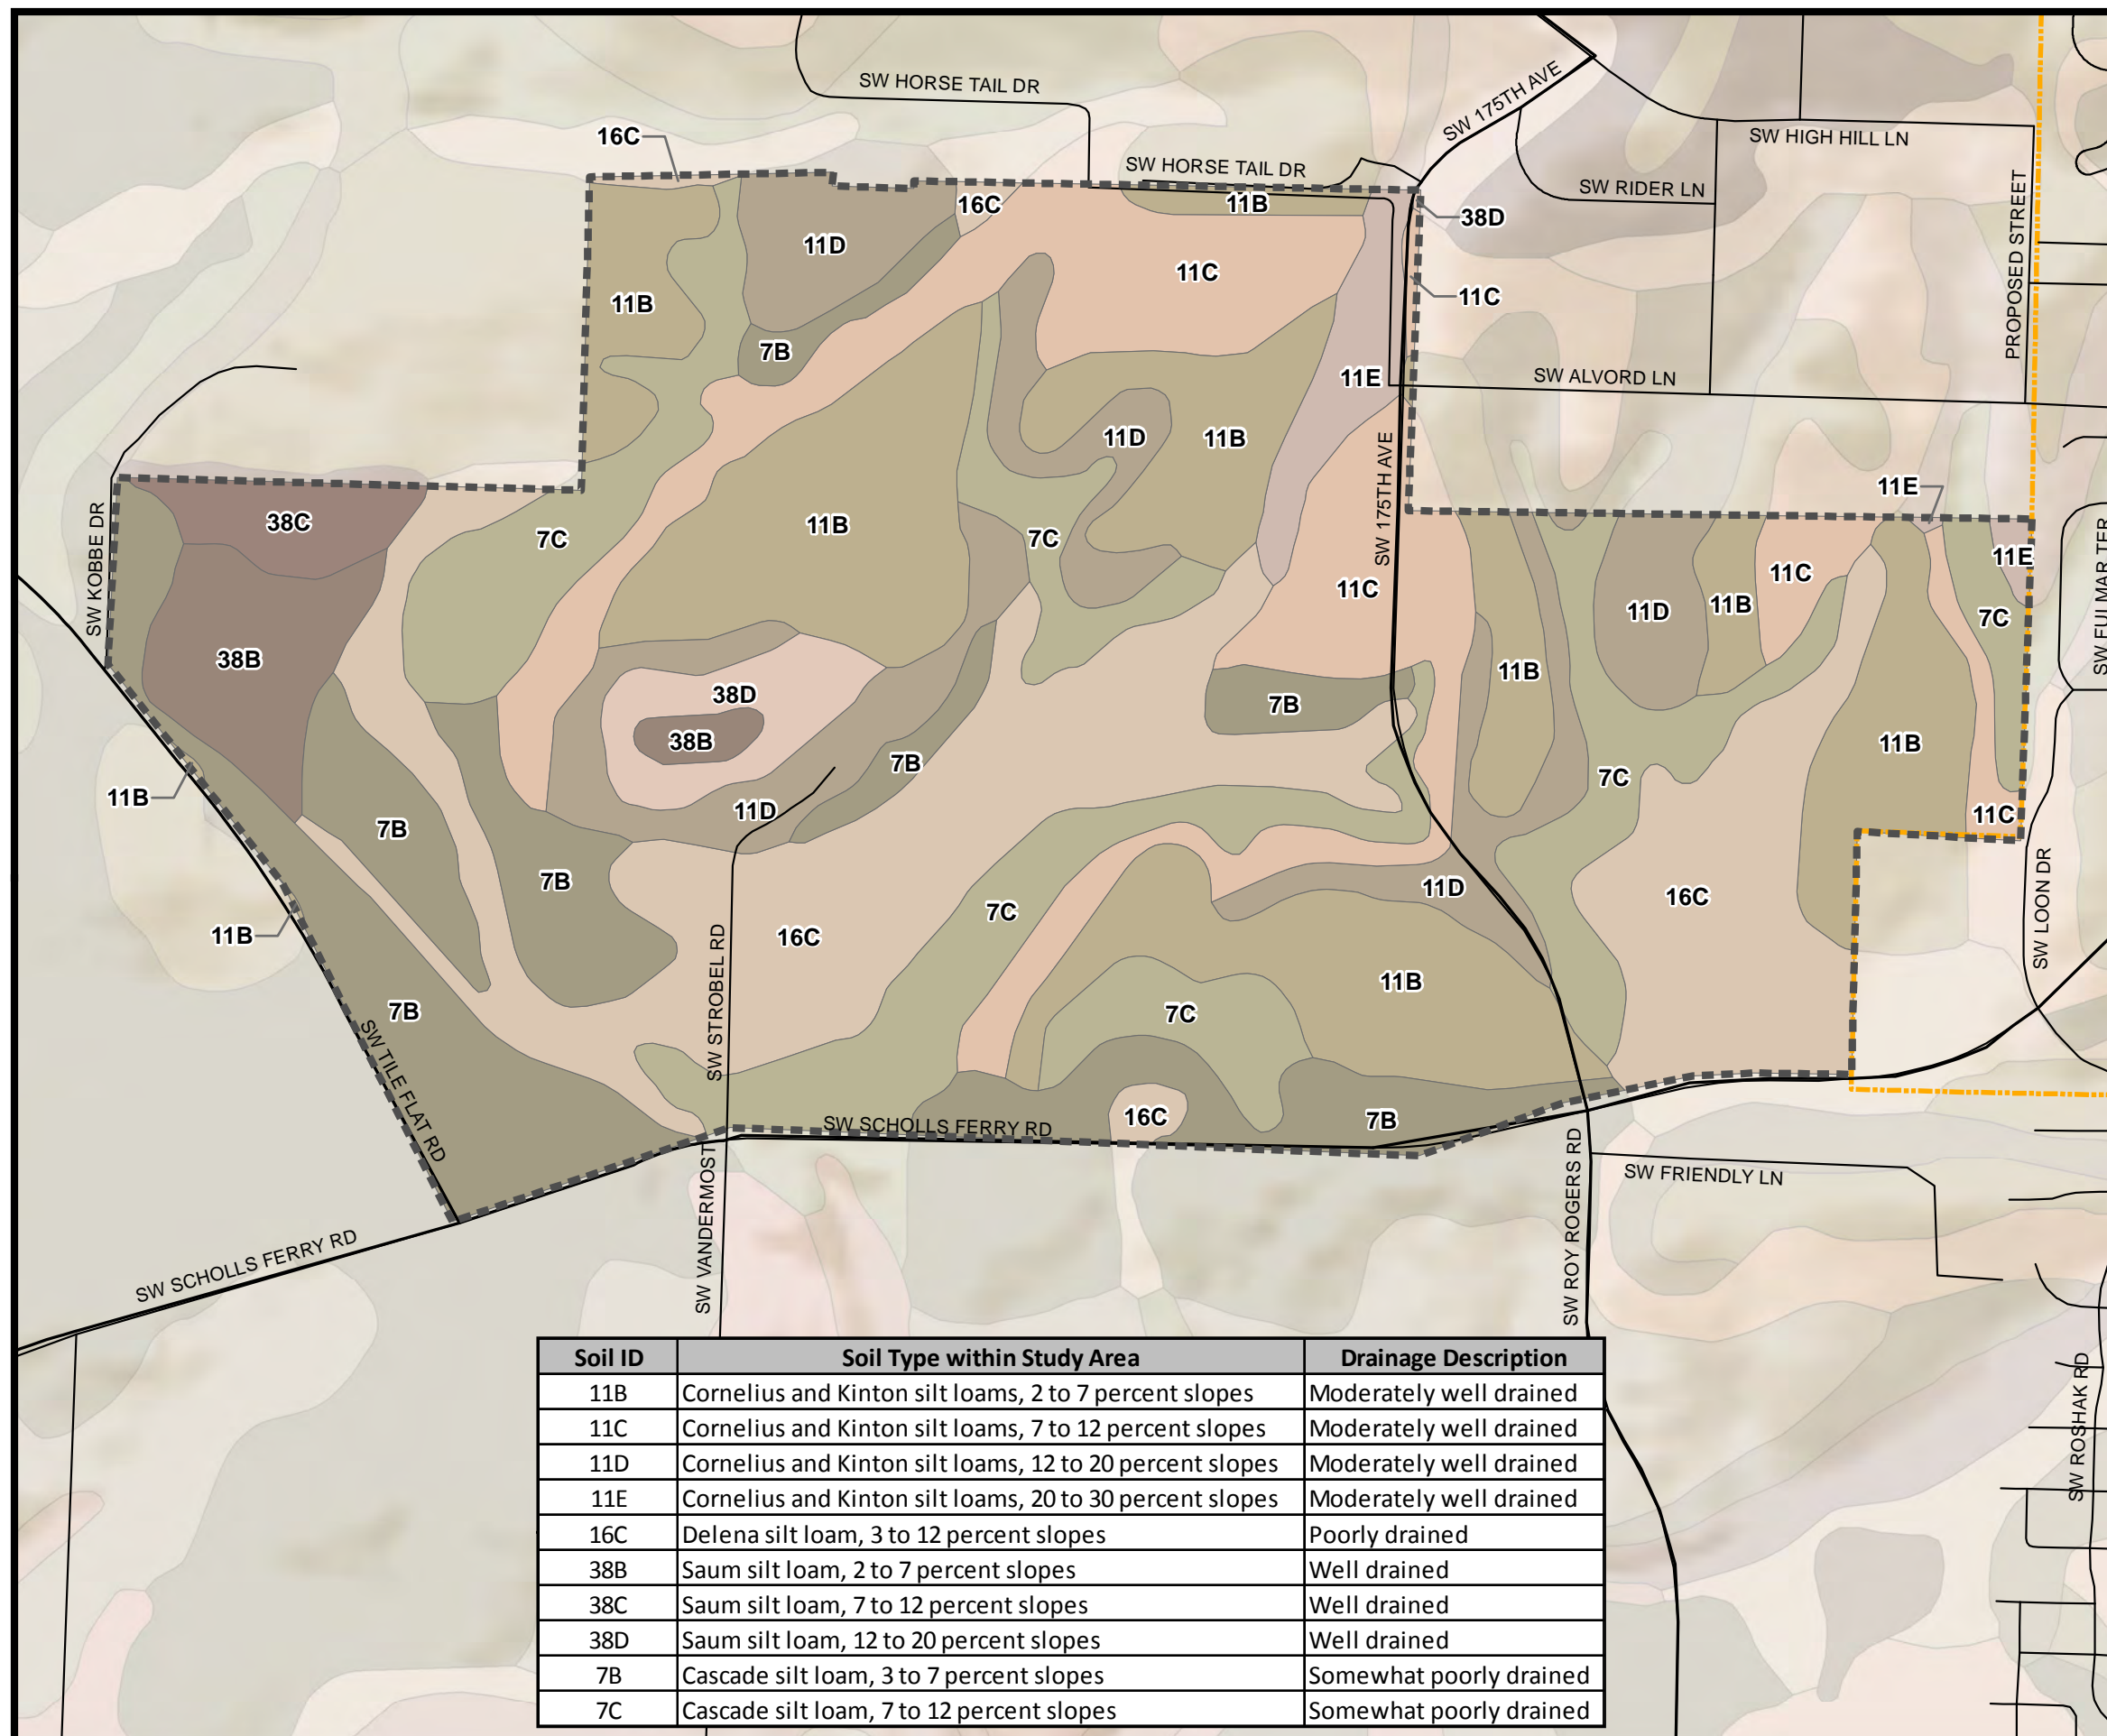 SW HORSE TAIL DR
SW 175TH AVE
16C
SW HIGH HILL LN
SW HORSE TAIL DR
SW RIDER LN
16C
11B
38D
11D
11C
11C
11B
PROPOSED STREET
7B
11E
SW ALVORD LN
11D
11B
SW 175TH AVE
11E
38C
11B
7C
7C
11E
SW KOBBE DR
11C
11C
11D
11B
7C
SW FULMAR TER
38B
11B
38D
7B
38B
11B
7B
7C
11B
11D
11C
7B
7B
11D
16C
7C
11B
16C
SW LOON DR
7B
11B
7C
SW STROBEL RD
SW TILE FLAT RD
16C
7B
SW SCHOLLS FERRY RD
SW FRIENDLY LN
SW VANDERMOST
SW ROY ROGERS RD
SW SCHOLLS FERRY RD
SW ROSHAK RD
Soil ID Soil Type within Study Area Drainage Description
11B Cornelius and Kinton silt loams, 2 to 7 percent slopes Moderately well drained
11C Cornelius and Kinton silt loams, 7 to 12 percent slopes Moderately well drained
11D Cornelius and Kinton silt loams, 12 to 20 percent slopes Moderately well drained
11E Cornelius and Kinton silt loams, 20 to 30 percent slopes Moderately well drained
16C Delena silt loam, 3 to 12 percent slopes Poorly drained
38B Saum silt loam, 2 to 7 percent slopes Well drained
38C Saum silt loam, 7 to 12 percent slopes Well drained
38D Saum silt loam, 12 to 20 percent slopes Well drained
7B Cascade silt loam, 3 to 7 percent slopes Somewhat poorly drained
7C Cascade silt loam, 7 to 12 percent slopes Somewhat poorly drained